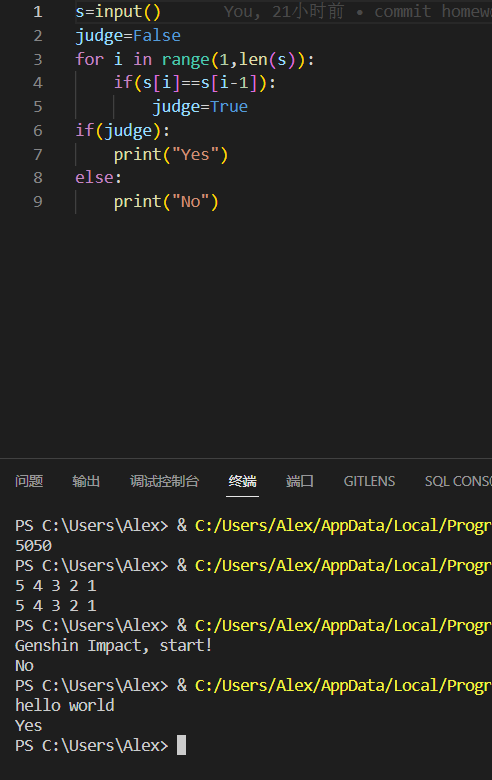 1 s=input() You, 21小时前 • commit homew
2 judge=False
3 for i in range(1,len(s)):
4 if(s[i]==s[i-1]):
5 judge=True
6 if(judge):
7 print("Yes")
8 else:
9 print("No")
问题 输出 调试控制台 终端 端口 GITLENS SQL CONSO
PS C:\Users\Alex> & C:/Users/Alex/AppData/Local/Progr
5050
PS C:\Users\Alex> & C:/Users/Alex/AppData/Local/Progr
5 4 3 2 1
5 4 3 2 1
PS C:\Users\Alex> & C:/Users/Alex/AppData/Local/Progr
Genshin Impact, start!
No
PS C:\Users\Alex> & C:/Users/Alex/AppData/Local/Progr
hello world
Yes
PS C:\Users\Alex>